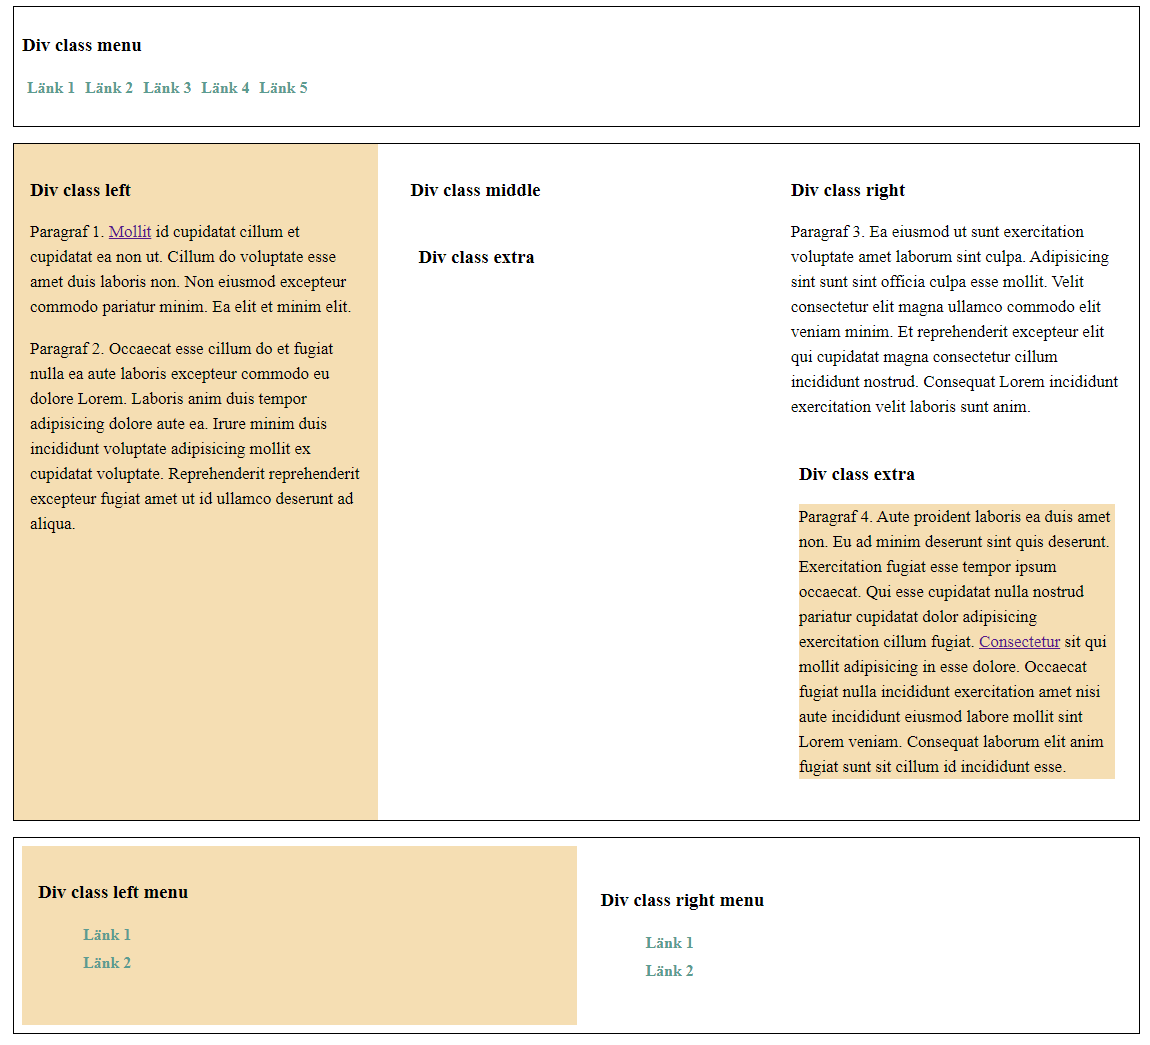 Div class menu
Länk 1 Länk 2 Länk 3 Länk 4 Länk 5
Div class left
Paragraf 1. Mollit id cupidatat cillum et
cupidatat ea non ut. Cillum do voluptate esse
amet duis laboris non. Non eiusmod excepteur
commodo pariatur minim. Ea elit et minim elit.
Paragraf 2. Occaecat esse cillum do et fugiat
nulla ea aute laboris excepteur commodo eu
dolore Lorem. Laboris anim duis tempor
adipisicing dolore aute ea. Irure minim duis
incididunt voluptate adipisicing mollit ex
cupidatat voluptate. Reprehenderit reprehenderit
excepteur fugiat amet ut id ullamco deserunt ad
aliqua.
Div class middle
Div class extra
Div class right
Paragraf 3. Ea eiusmod ut sunt exercitation
voluptate amet laborum sint culpa. Adipisicing
sint sunt sint officia culpa esse mollit. Velit
consectetur elit magna ullamco commodo elit
veniam minim. Et reprehenderit excepteur elit
qui cupidatat magna consectetur cillum
incididunt nostrud. Consequat Lorem incididunt
exercitation velit laboris sunt anim.
Div class extra
Paragraf 4. Aute proident laboris ea duis amet
non. Eu ad minim deserunt sint quis deserunt.
Exercitation fugiat esse tempor ipsum
occaecat. Qui esse cupidatat nulla nostrud
pariatur cupidatat dolor adipisicing
exercitation cillum fugiat. Consectetur sit qui
mollit adipisicing in esse dolore. Occaecat
fugiat nulla incididunt exercitation amet nisi
aute incididunt eiusmod labore mollit sint
Lorem veniam. Consequat laborum elit anim
fugiat sunt sit cillum id incididunt esse.
Div class left menu
Länk 1
Länk 2
Div class right menu
Länk 1
Länk 2